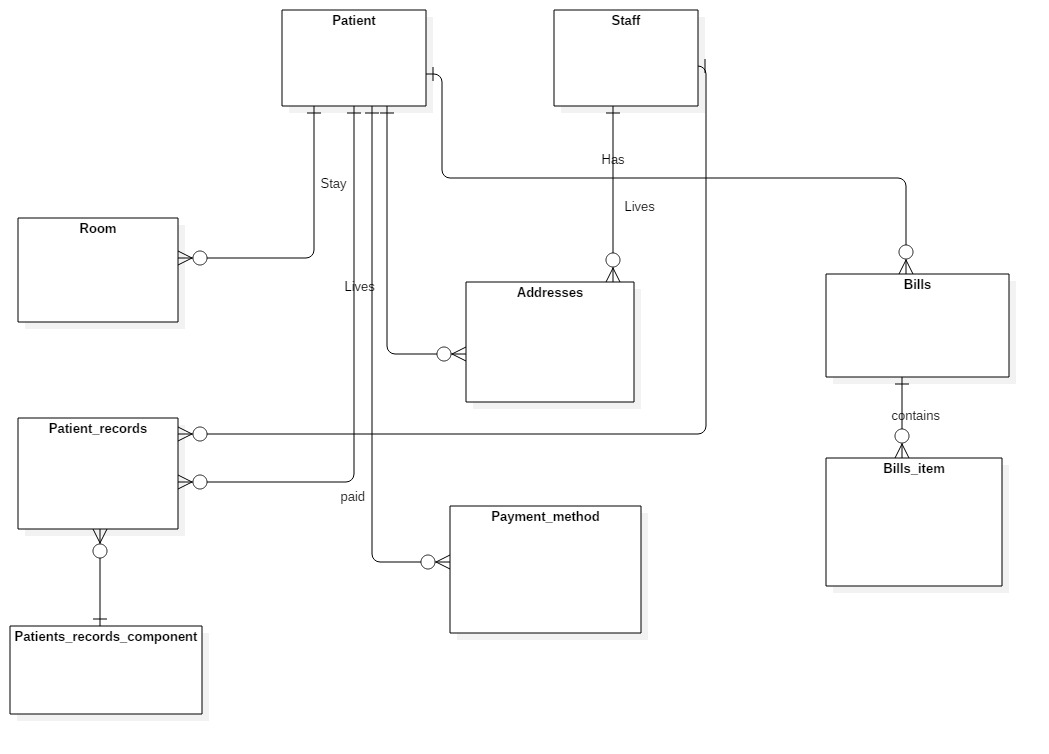 Patient
Staff
Has
Stay
Lives
Room
Lives
Addresses
Bills
contains
Patient_records
Bills_item
paid
Payment_method
Patients_records_component